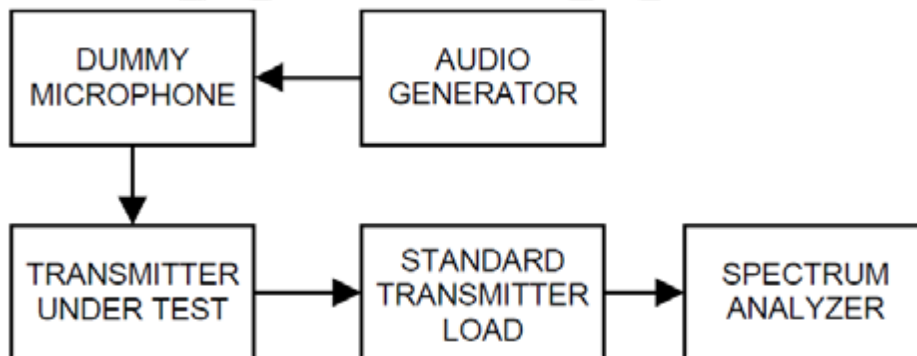 DUMMY
MICROPHONE
AUDIO
GENERATOR
TRANSMITTER
UNDER TEST
STANDARD
TRANSMITTER
LOAD
SPECTRUM
ANALYZER